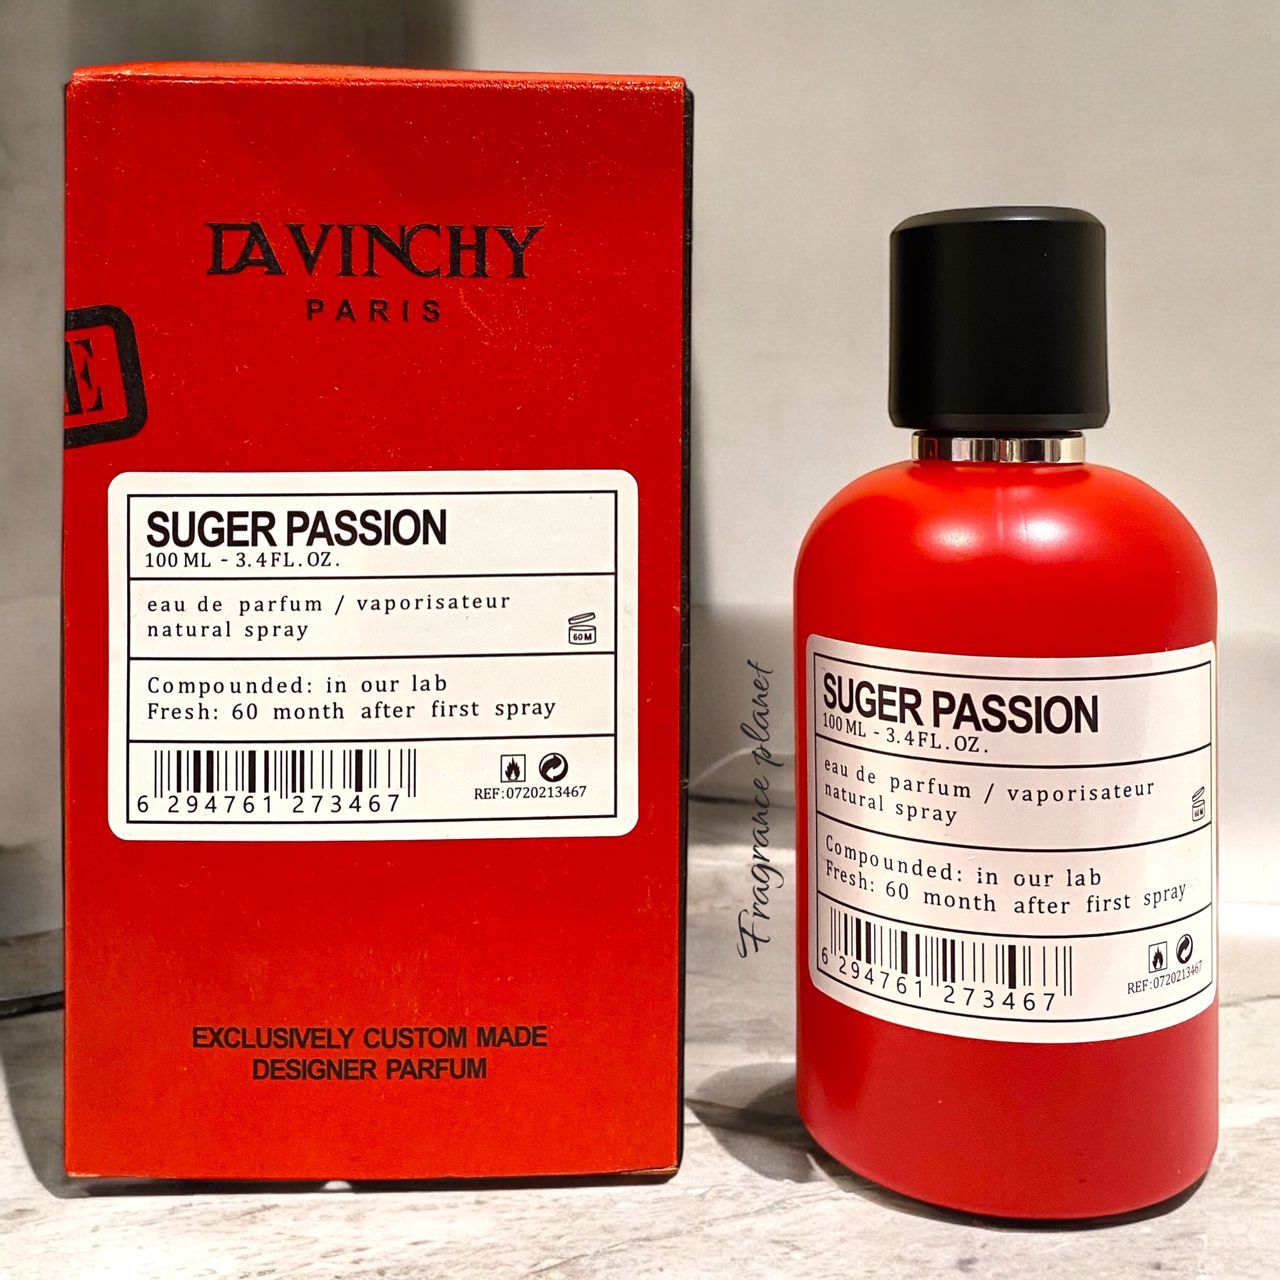 DAVINCHY
PARIS
SUGER PASSION
100 ML - 3.4FL.OZ.
eau de parfum / vaporisateur
natural spray
60 M
Compounded: in our lab
Fresh: 60 month after first spray
6 294761 273467
REF:0720213467
EXCLUSIVELY CUSTOM MADE
DESIGNER PARFUM
Fragrance planet
SUGER PASSION
100 ML - 3.4FL.OZ.
eau de parfum / vaporisateur
natural spray
60 M
Compounded: in our lab
Fresh: 60 month after first spray
6 294761 273467
REF:0720213467